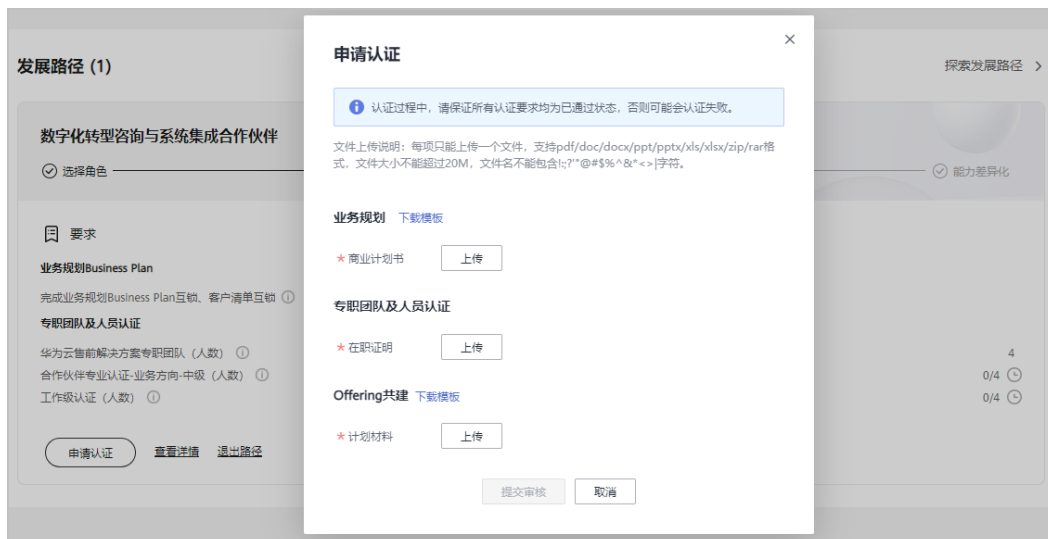 申请认证
发展路径 (1)
探索发展路径
认证过程中，请保证所有认证要求均为已通过状态，否则可能会认证失败。
数字化转型咨询与系统集成合作伙伴
文件上传说明：每项只能上传一个文件，支持pdf/doc/docx/ppt/pptx/xls/xlsx/zip/rar格
式，文件大小不能超过20M，文件名不能包含!;:?'"@#$%^&*<>|字符。
选择角色
能力差异化
业务规划 下载模板
要求
商业计划书 上传
业务规划Business Plan
完成业务规划Business Plan互锁、客户清单互锁
专职团队及人员认证
专职团队及人员认证
* 在职证明 上传
华为云售前解决方案专职团队（人数） 4
合作伙伴专业认证-业务方向-中级（人数） 0/4
工作级认证（人数） 0/4
Offering共建 下载模板
* 计划材料 上传
申请认证 查看详情 退出路径
提交审核 取消